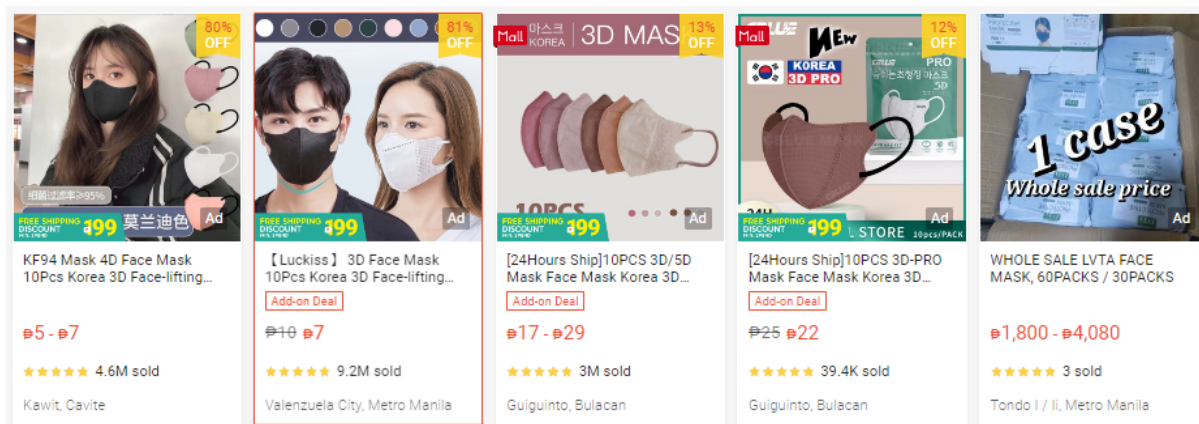 80%
OFF
细菌过滤率≥95%
FREE SHIPPING
DISCOUNT
₱99
莫兰迪色
Ad
KF94 Mask 4D Face Mask
10Pcs Korea 3D Face-lifting...
₱5 - ₱7
4.6M sold
Kawit, Cavite
81%
OFF
FREE SHIPPING
DISCOUNT
₱99
Ad
【Luckiss】 3D Face Mask
10Pcs Korea 3D Face-lifting...
Add-on Deal
₱10 ₱7
9.2M sold
Valenzuela City, Metro Manila
Mall
마스크
KOREA
3D MAS
13%
OFF
10PCS
FREE SHIPPING
DISCOUNT
₱99
Ad
[24Hours Ship]10PCS 3D/5D
Mask Face Mask Korea 3D...
Add-on Deal
₱17 - ₱29
3M sold
Guiguinto, Bulacan
Mall
NEW
12%
OFF
KOREA
3D PRO
PRO
5D
FREE SHIPPING
DISCOUNT
₱99
L STORE
10pcs/PACK
Ad
[24Hours Ship]10PCS 3D-PRO
Mask Face Mask Korea 3D...
Add-on Deal
₱25 ₱22
39.4K sold
Guiguinto, Bulacan
1 case
Whole sale price
Ad
WHOLE SALE LVTA FACE
MASK, 60PACKS / 30PACKS
₱1,800 - ₱4,080
3 sold
Tondo I / Ii, Metro Manila